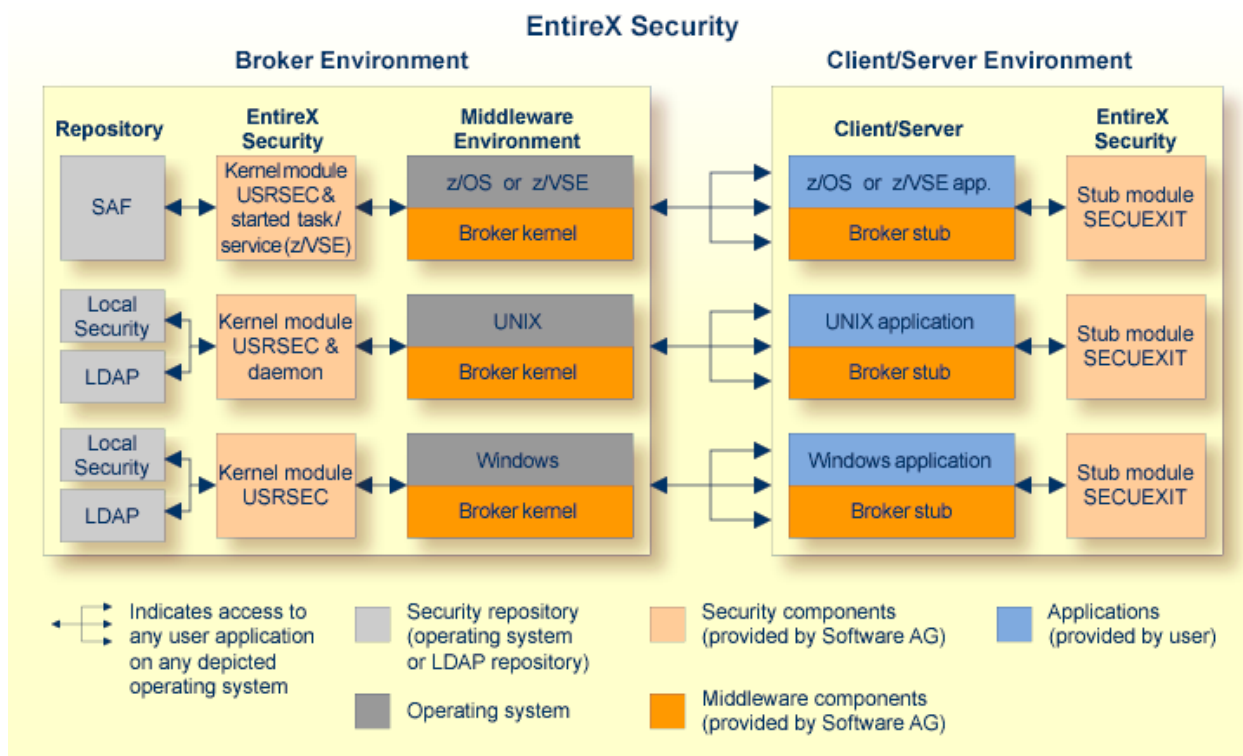 EntireX Security
Broker Environment
Client/Server Environment
Repository
EntireX
Security
Middleware
Environment
Client/Server
EntireX
Security
SAF
Kernel module
USRSEC &
started task/
service (z/VSE)
z/OS or z/VSE
Broker kernel
z/OS or z/VSE app.
Broker stub
Stub module
SECUEXIT
Local
Security
LDAP
Kernel module
USRSEC &
daemon
UNIX
Broker kernel
UNIX application
Broker stub
Stub module
SECUEXIT
Local
Security
LDAP
Kernel module
USRSEC
Windows
Broker kernel
Windows application
Broker stub
Stub module
SECUEXIT
Indicates access to
any user application
on any depicted
operating system
Security repository
(operating system
or LDAP repository)
Operating system
Security components
(provided by Software AG)
Middleware components
(provided by Software AG)
Applications
(provided by user)